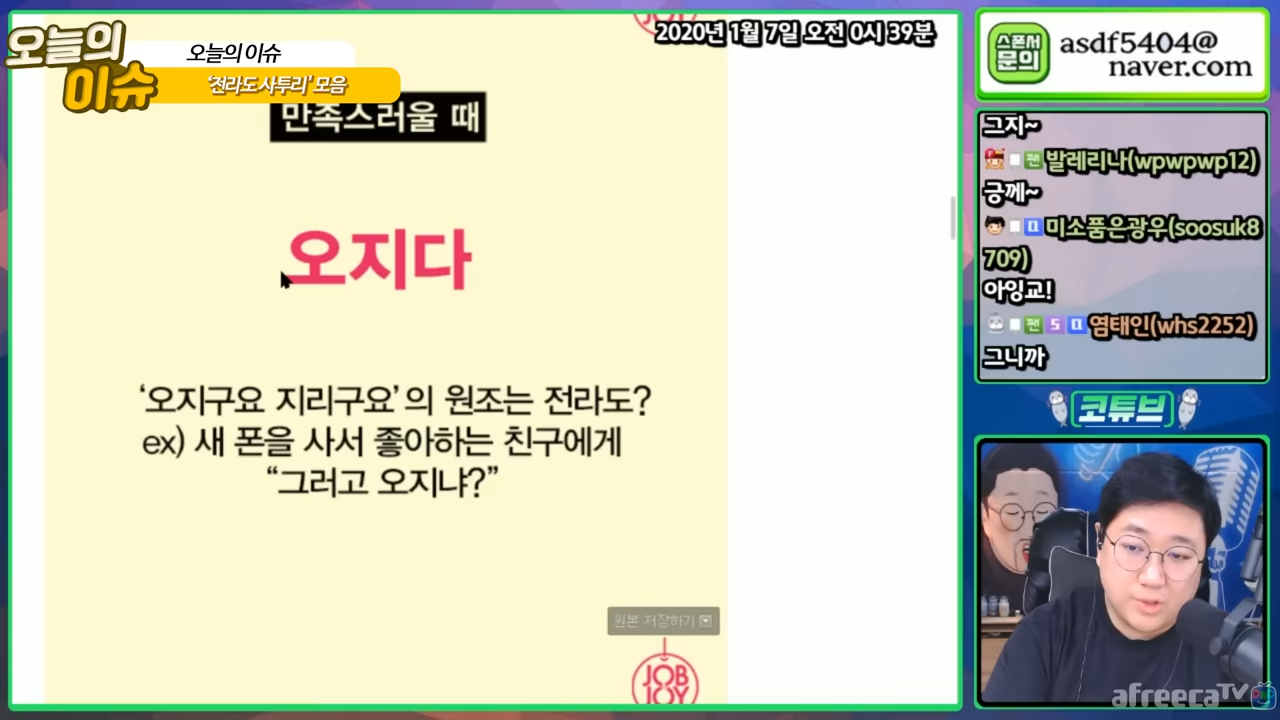 오늘의
이슈
오늘의 이슈
'전라도 사투리' 모음
JOY
2020년 1월 7일 오전 0시 39분
만족스러울 때
오지다
‘오지구요 지리구요’의 원조는 전라도?
ex) 새 폰을 사서 좋아하는 친구에게
“그러고 오지냐?”
원본 저장하기
JOB
JOY
스폰서
문의
asdf5404@
naver.com
그지~
팬 발레리나(wpwpwp12)
긍께~
미소품은광우(soosuk8
709)
아잉교!
팬 S 염태인(whs2252)
그니까
코튜브
afreecaTV